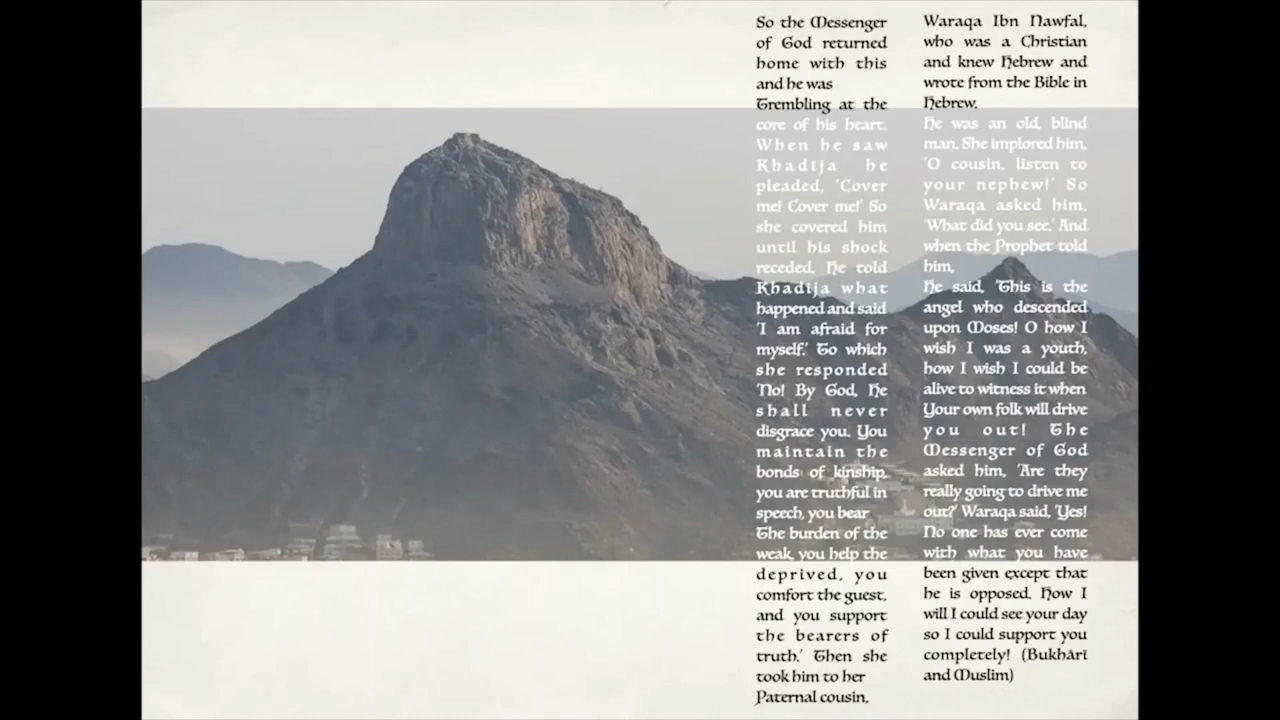 So the Messenger
of God returned
home with this
and he was
Trembling at the
core of his heart.
When he saw
Khadija he
pleaded, 'Cover
me! Cover me!' So
she covered him
until his shock
receded. He told
Khadija what
happened and said
'I am afraid for
myself.' To which
she responded
'No! By God, He
shall never
disgrace you. You
maintain the
bonds of kinship,
you are truthful in
speech, you bear
The burden of the
weak, you help the
deprived, you
comfort the guest,
and you support
the bearers of
truth.' Then she
took him to her
Paternal cousin,
Waraqa Ibn Nawfal,
who was a Christian
and knew Hebrew and
wrote from the Bible in
Hebrew.
He was an old, blind
man. She implored him,
'O cousin, listen to
your nephew!' So
Waraqa asked him,
'What did you see.' And
when the Prophet told
him,
He said, 'This is the
angel who descended
upon Moses! O how I
wish I was a youth,
how I wish I could be
alive to witness it when
Your own folk will drive
you out! The
Messenger of God
asked him, 'Are they
really going to drive me
out?' Waraqa said, 'Yes!
No one has ever come
with what you have
been given except that
he is opposed. How I
will I could see your day
so I could support you
completely! (Bukhārī
and Muslim)